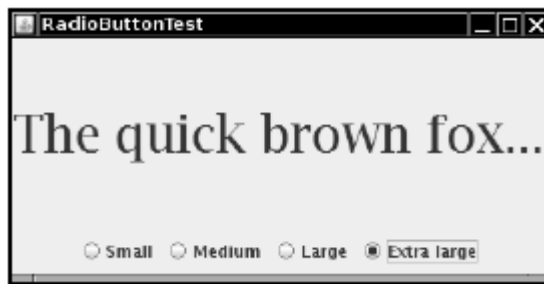 RadioButtonTest
The quick brown fox...
Small Medium Large Extra large